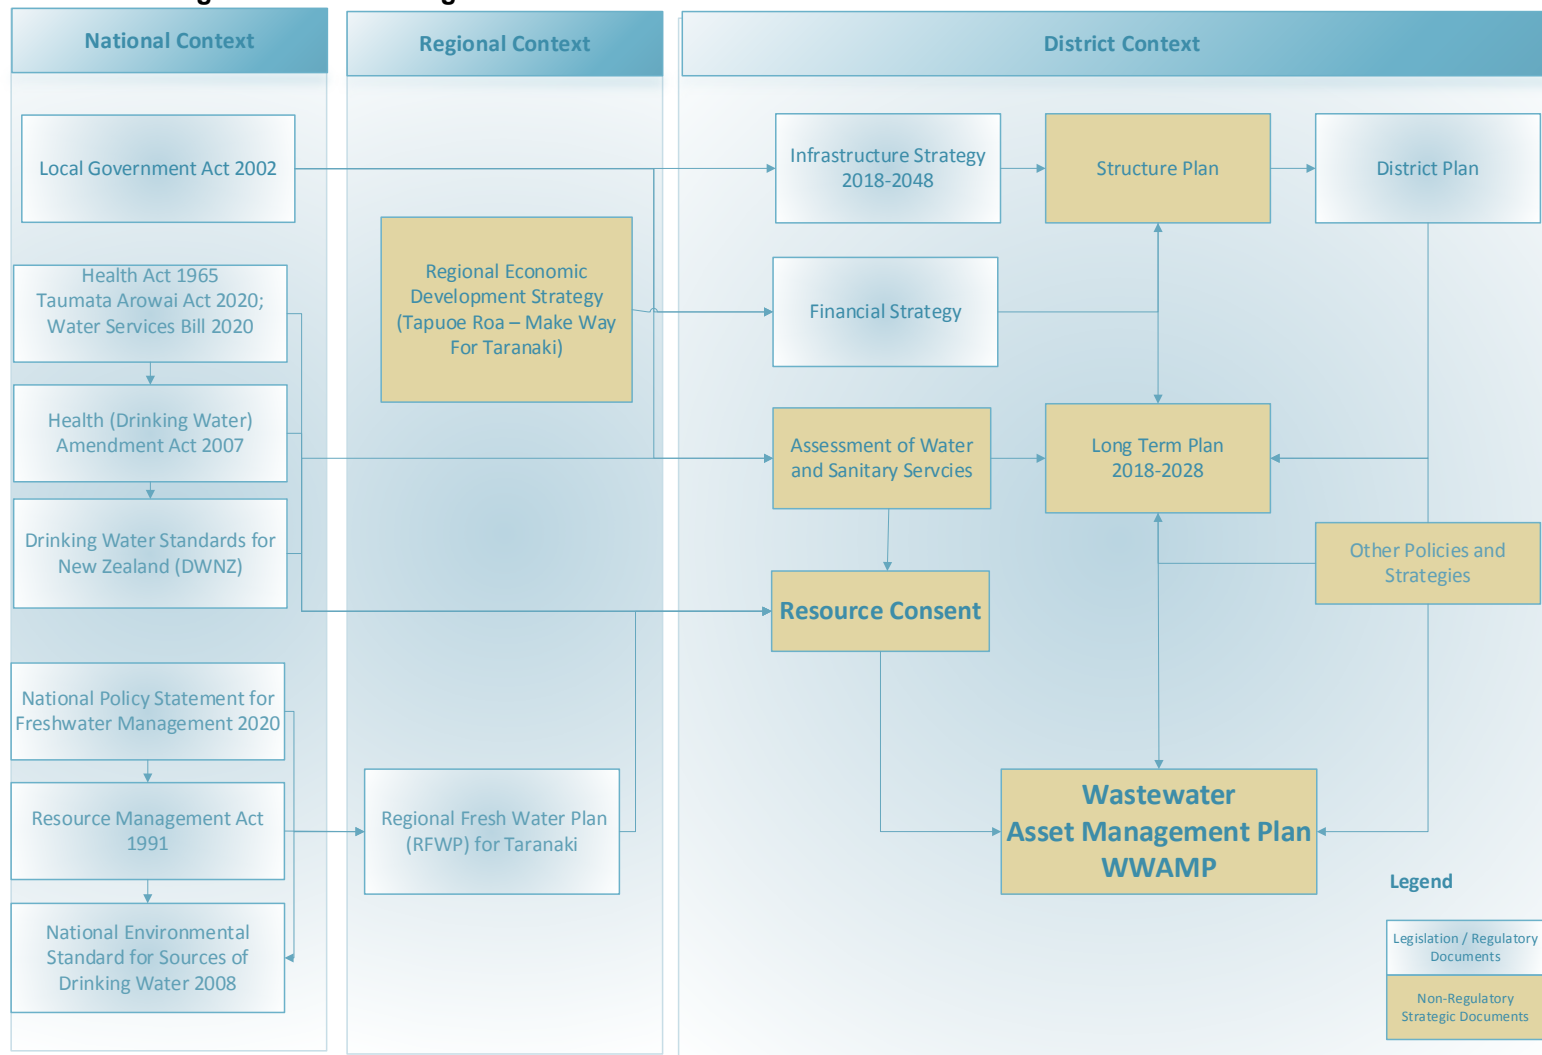 National Context
Regional Context
District Context
Local Government Act 2002
Health Act 1965
Taumata Arowai Act 2020;
Water Services Bill 2020
Health (Drinking Water)
Amendment Act 2007
Drinking Water Standards for
New Zealand (DWNZ)
National Policy Statement for
Freshwater Management 2020
Resource Management Act
1991
National Environmental
Standard for Sources of
Drinking Water 2008
Regional Economic
Development Strategy
(Tapuoe Roa – Make Way
For Taranaki)
Regional Fresh Water Plan
(RFWP) for Taranaki
Infrastructure Strategy
2018-2048
Structure Plan
District Plan
Financial Strategy
Assessment of Water
and Sanitary Servcies
Long Term Plan
2018-2028
Other Policies and
Strategies
Resource Consent
Wastewater
Asset Management Plan
WWAMP
Legend
Legislation / Regulatory
Documents
Non-Regulatory
Strategic Documents